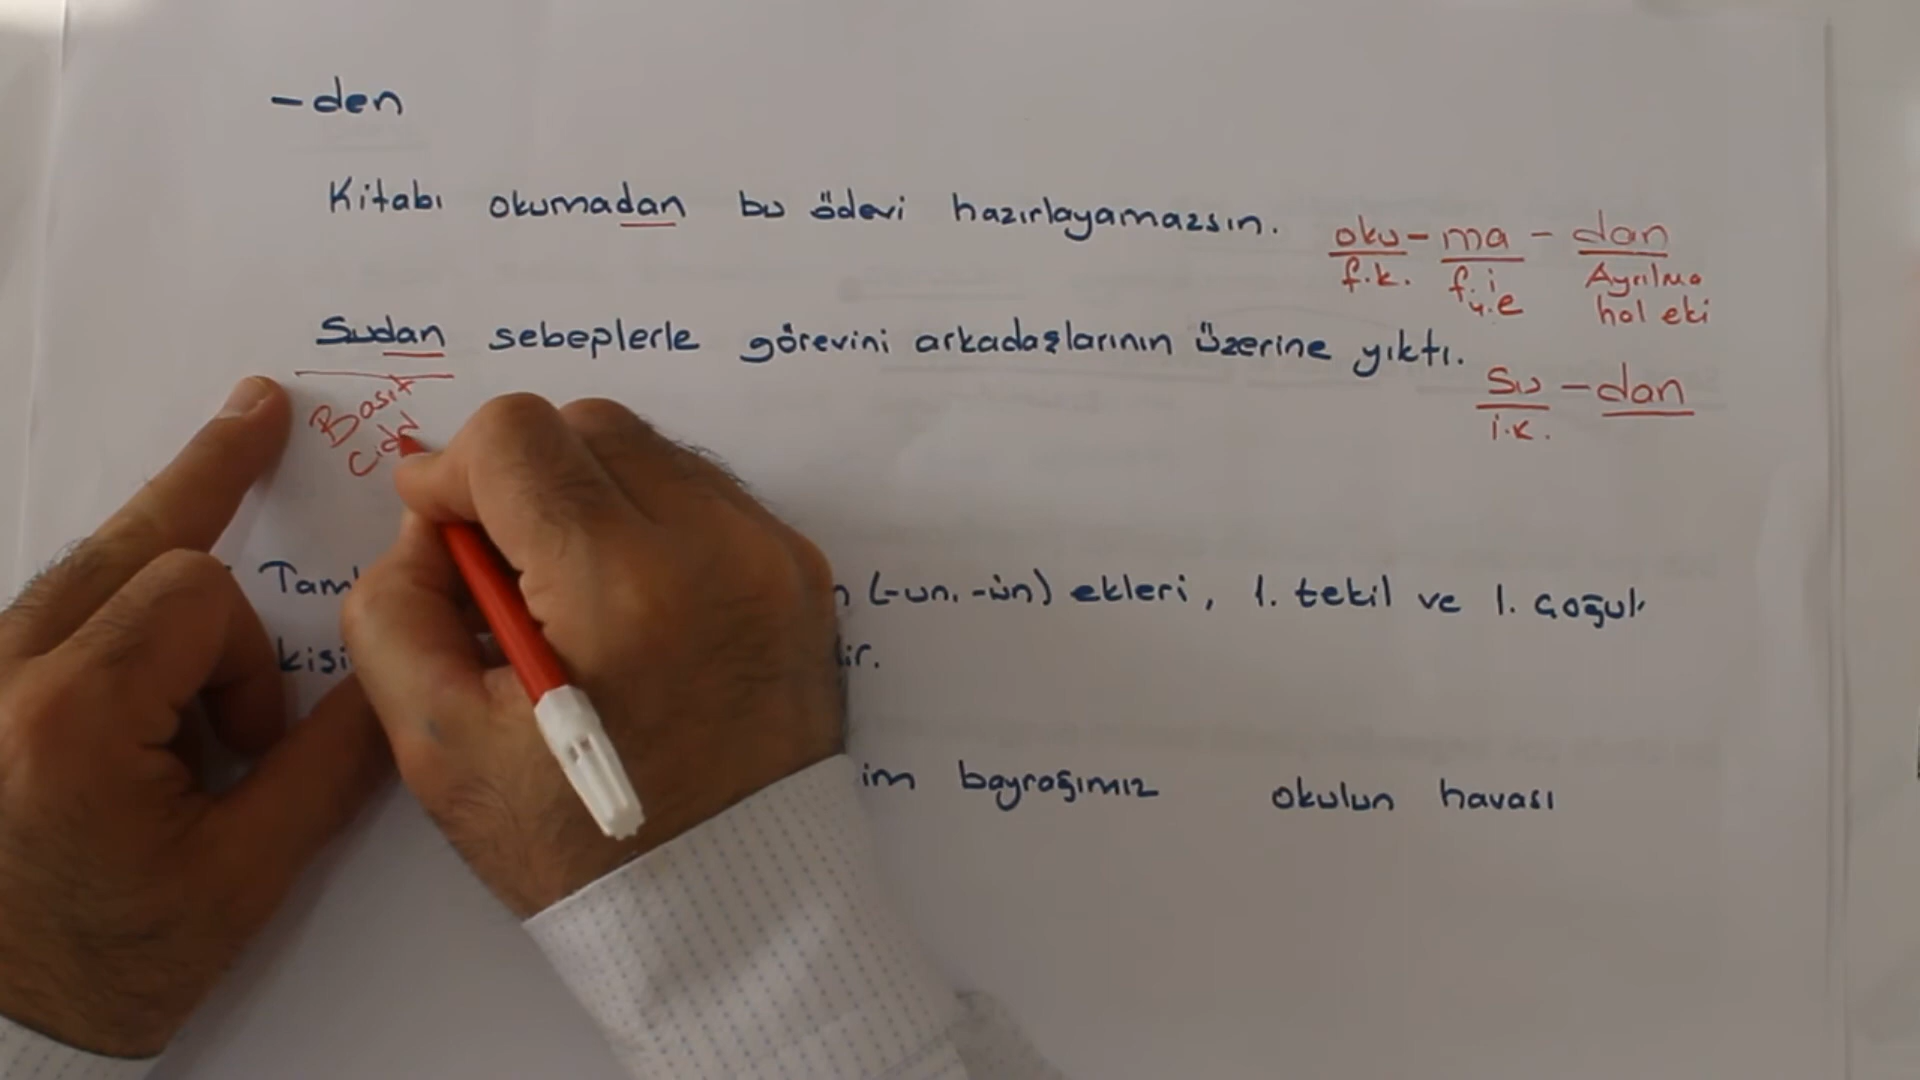 -den
Kitabı okumadan bu ödevi hazırlayamazsın.
oku - ma - dan
f.k. f.i.y.e Ayrılma hal eki
Sudan sebeplerle görevini arkadaşlarının üzerine yıktı.
su - dan
i.k.
Basit
cidd
(-un, -ün) ekleri, 1. tekil ve 1. çoğul
bayrağımız okulun havası